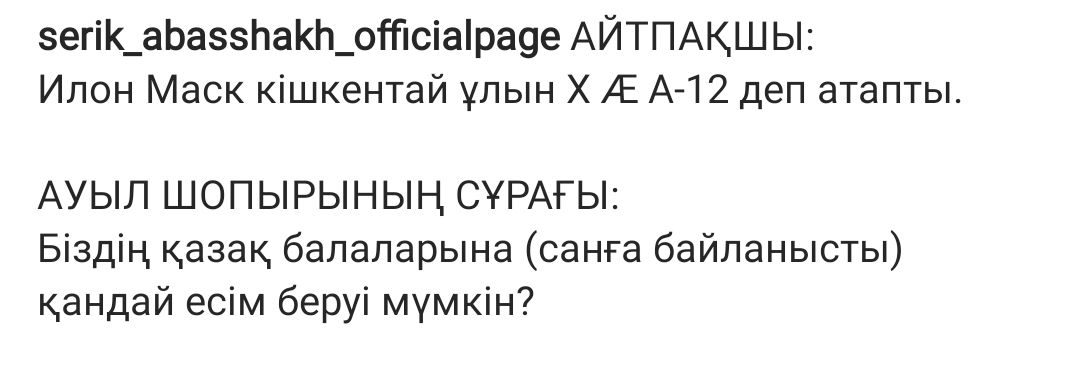 serik_abasshakh_officialpage АЙТПАҚШЫ:
Илон Маск кішкентай ұлын X Æ A-12 деп атапты.
АУЫЛ ШОПЫРЫНЫҢ СҰРАҒЫ:
Біздің қазақ балаларына (санға байланысты)
қандай есім беруі мүмкін?